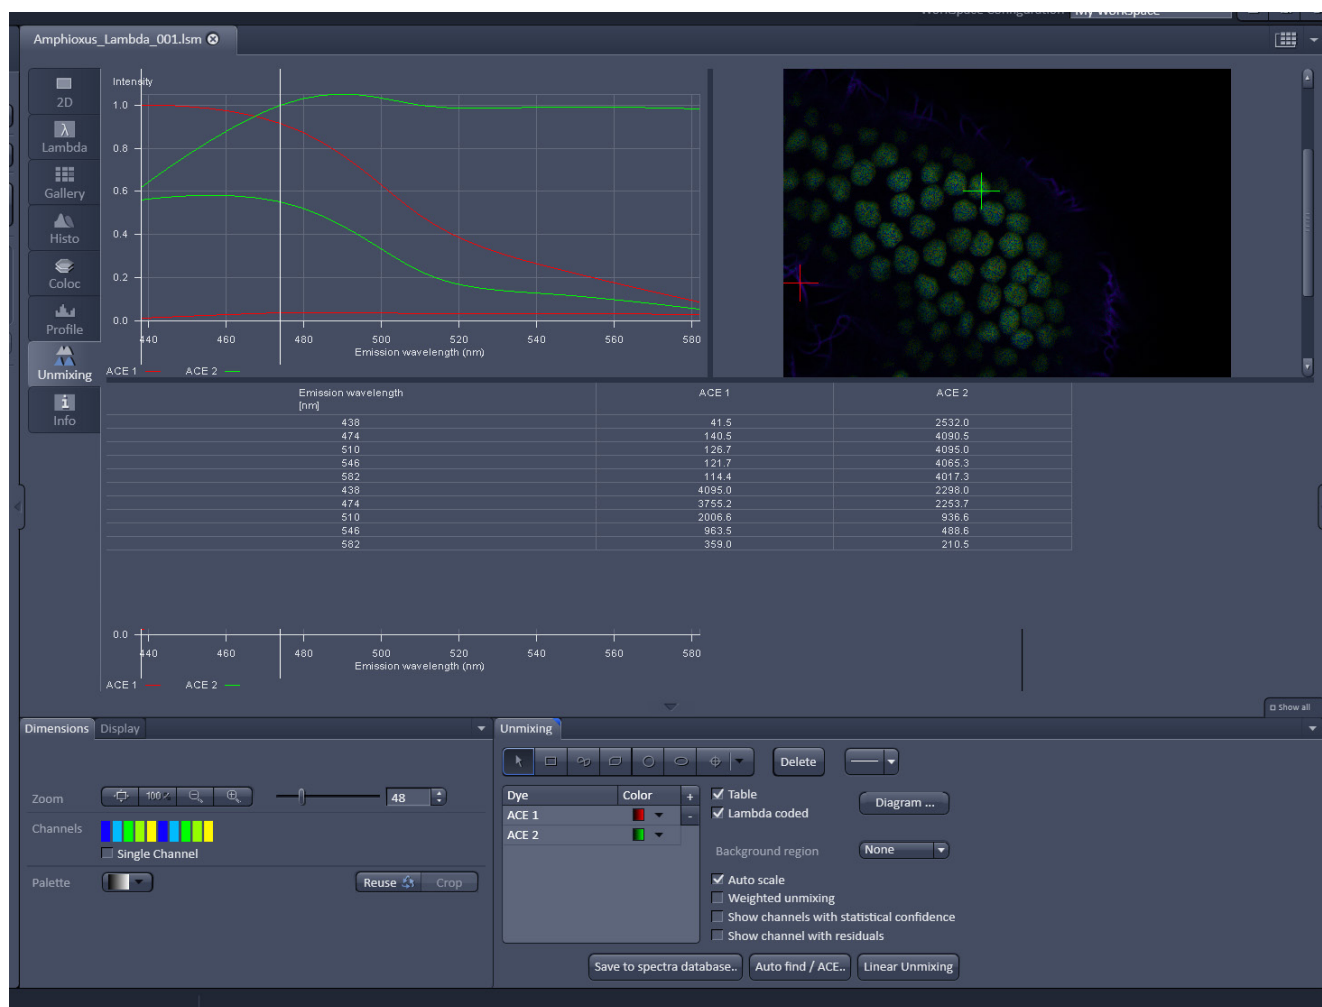 Workspace Configuration My Workspace
Amphioxus_Lambda_001.lsm
2D
Lambda
Gallery
Histo
Coloc
Profile
Unmixing
Info
Intensity
1.0
0.8
0.6
0.4
0.2
0.0
440 460 480 500 520 540 560 580
Emission wavelength (nm)
ACE 1 ACE 2
Emission wavelength [nm] ACE 1 ACE 2
438 41.5 2532.0
474 140.5 4090.5
510 126.7 4095.0
546 121.7 4065.3
582 114.4 4017.3
438 4095.0 2298.0
474 3755.2 2253.7
510 2006.6 936.6
546 963.5 488.6
582 359.0 210.5
0.0
440 460 480 500 520 540 560 580
Emission wavelength (nm)
ACE 1 ACE 2
Show all
Dimensions Display
Zoom 100% 48
Channels
Single Channel
Palette Reuse Crop
Unmixing
Delete
Dye Color + -
ACE 1
ACE 2
Table
Lambda coded
Diagram ...
Background region None
Auto scale
Weighted unmixing
Show channels with statistical confidence
Show channel with residuals
Save to spectra database.. Auto find / ACE.. Linear Unmixing